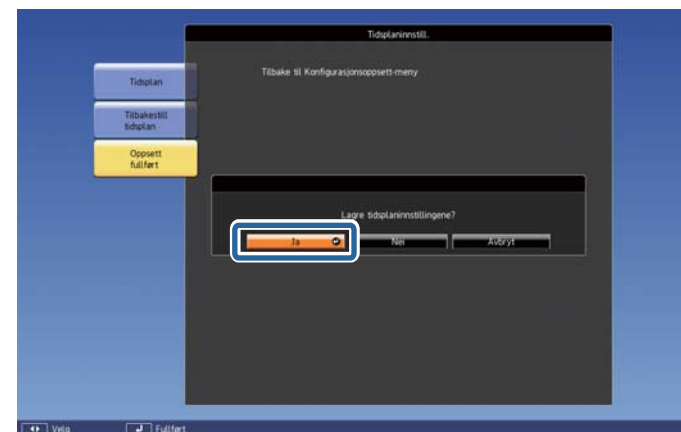 Tidsplaninnstill.
Tilbake til Konfigurasjonsoppsett-meny
Tidsplan
Tilbakestill
tidsplan
Oppsett
fullført
Lagre tidsplaninnstillingene?
Ja Nei Avbryt
Velg Fullført